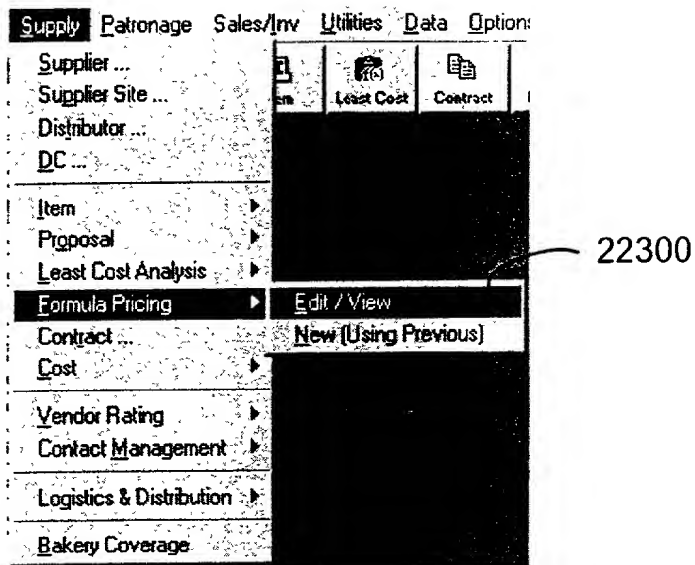 Supply Patronage Sales/Inv Utilities Data Options
Supplier ...
Supplier Site ...
Distributor ...
DC ...
Least Cost
Contract
Item
Proposal
Least Cost Analysis
Formula Pricing
Edit / View
22300
Contract ...
New (Using Previous)
Cost
Vendor Rating
Contact Management
Logistics & Distribution
Bakery Coverage